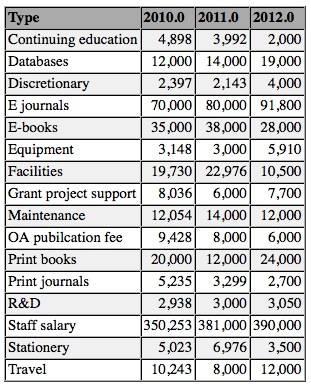 Type 2010.0 2011.0 2012.0
Continuing education 4,898 3,992 2,000
Databases 12,000 14,000 19,000
Discretionary 2,397 2,143 4,000
E journals 70,000 80,000 91,800
E-books 35,000 38,000 28,000
Equipment 3,148 3,000 5,910
Facilities 19,730 22,976 10,500
Grant project support 8,036 6,000 7,700
Maintenance 12,054 14,000 12,000
OA pubilcation fee 9,428 8,000 6,000
Print books 20,000 12,000 24,000
Print journals 5,235 3,299 2,700
R&D 2,938 3,000 3,050
Staff salary 350,253 381,000 390,000
Stationery 5,023 6,976 3,500
Travel 10,243 8,000 12,000